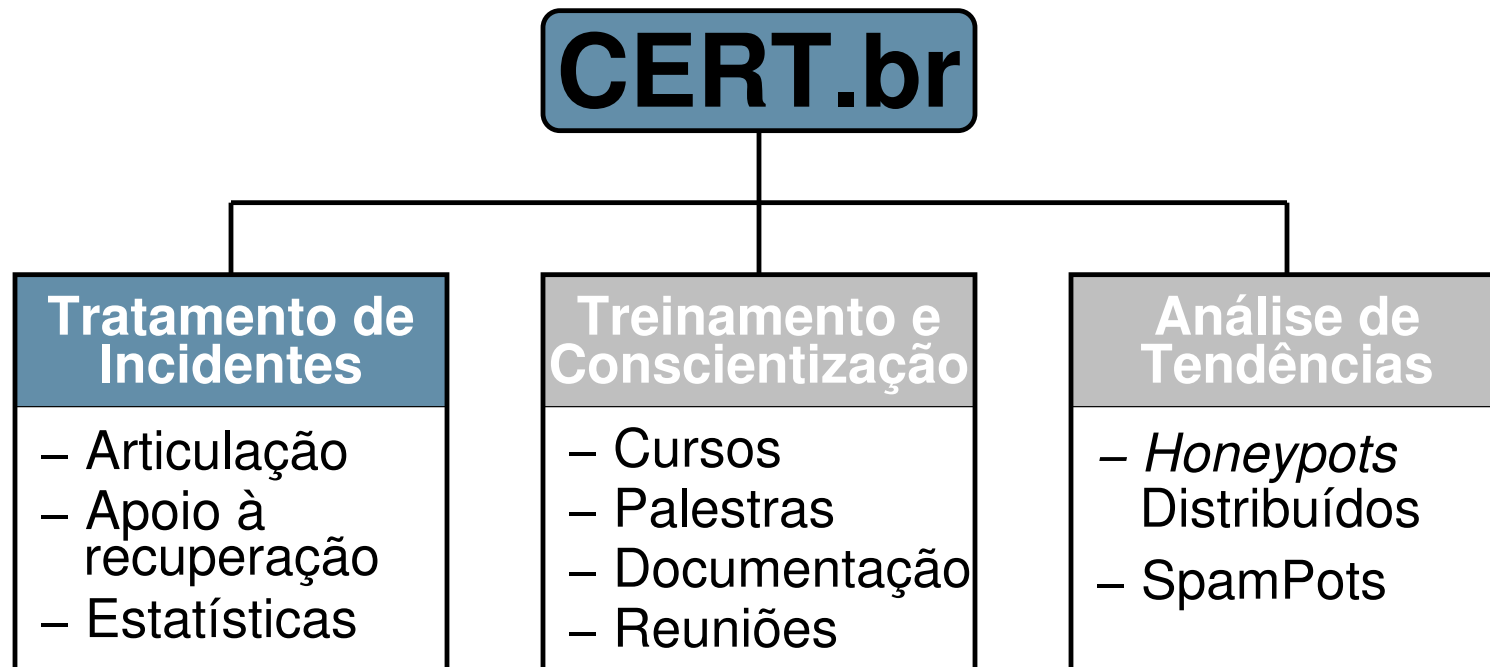 CERT.br
Tratamento de
Incidentes
– Articulação
– Apoio à
recuperação
– Estatísticas
Treinamento e
Conscientização
– Cursos
– Palestras
– Documentação
– Reuniões
Análise de
Tendências
– Honeypots
Distribuídos
– SpamPots